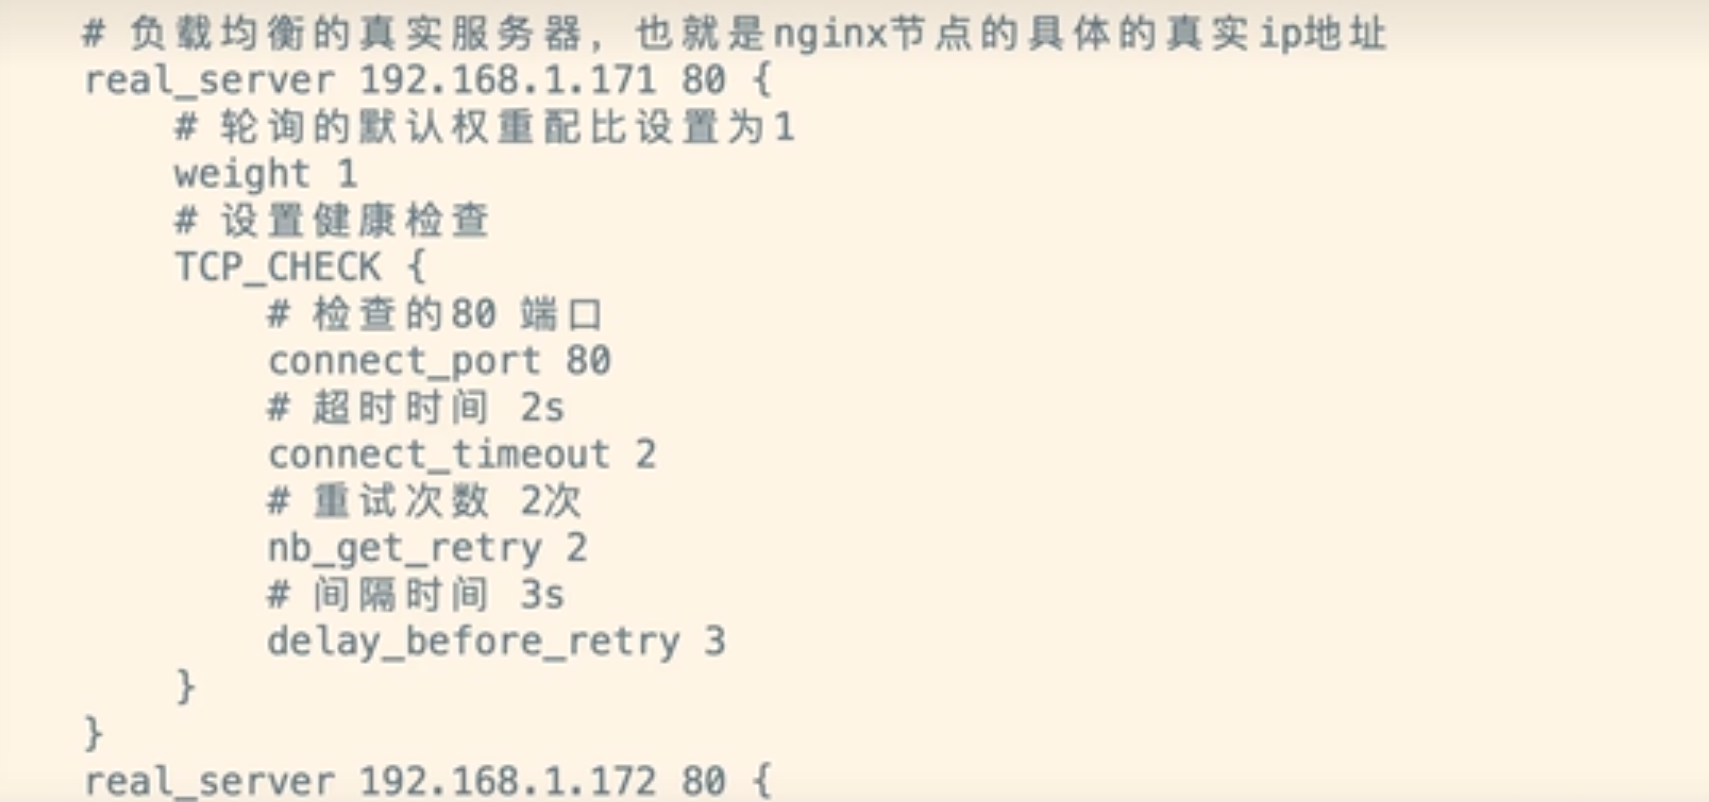 # 负载均衡的真实服务器，也就是nginx节点的具体的真实ip地址
real_server 192.168.1.171 80 {
# 轮询的默认权重配比设置为1
weight 1
# 设置健康检查
TCP_CHECK {
# 检查的80 端口
connect_port 80
# 超时时间 2s
connect_timeout 2
# 重试次数 2次
nb_get_retry 2
# 间隔时间 3s
delay_before_retry 3
}
}
real_server 192.168.1.172 80 {